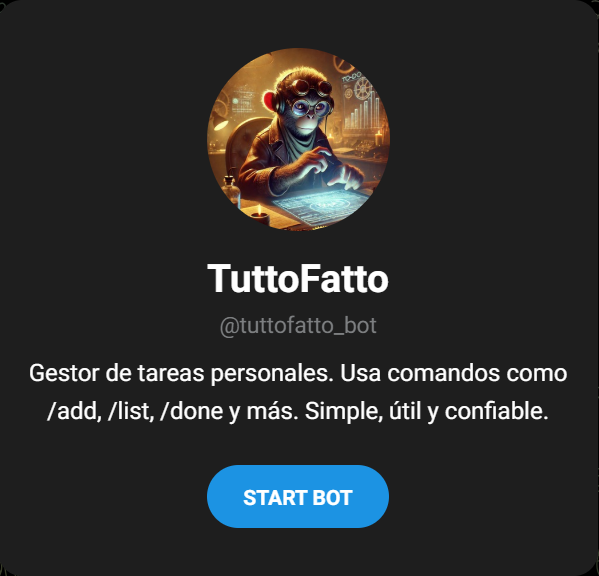 TuttoFatto
@tuttofatto_bot
Gestor de tareas personales. Usa comandos como
/add, /list, /done y más. Simple, útil y confiable.
START BOT